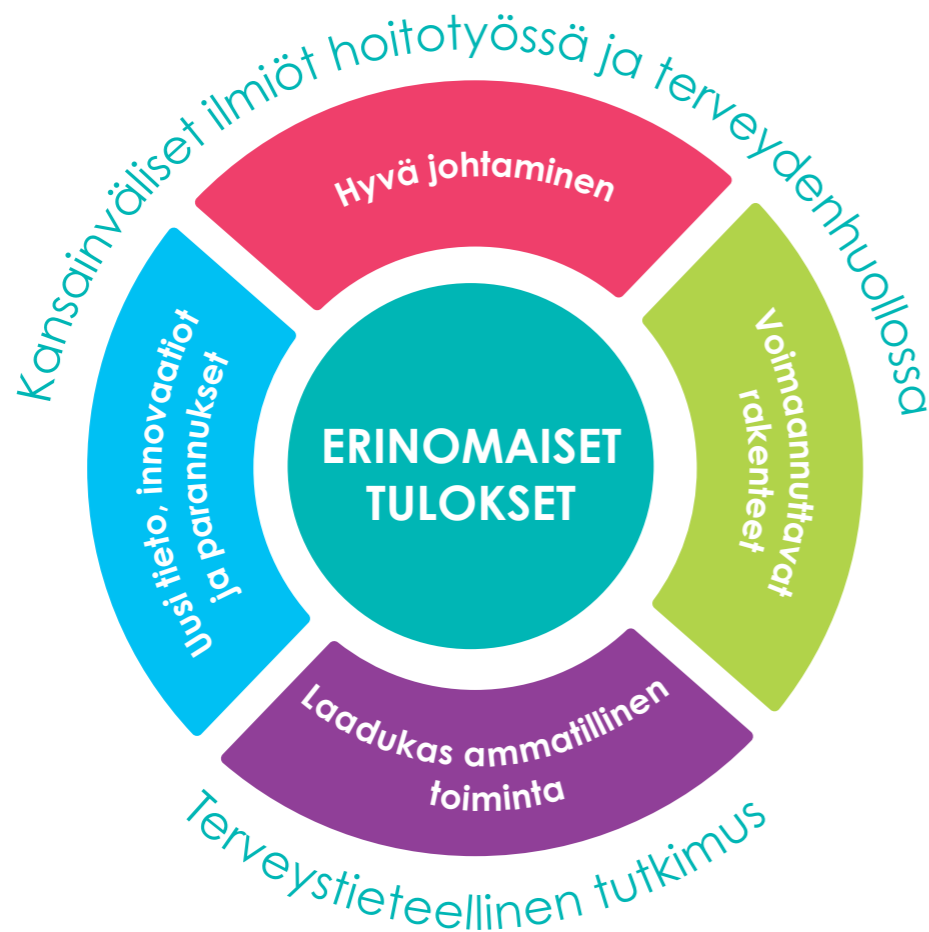 Kansainväliset ilmiöt hoitotyössä ja terveydenhuollossa
Hyvä johtaminen
Voimaannuttavat
rakenteet
Uusi tieto, innovaatiot
ja parannukset
ERINOMAISET
TULOKSET
Laadukas ammatillinen
toiminta
Terveystieteellinen tutkimus